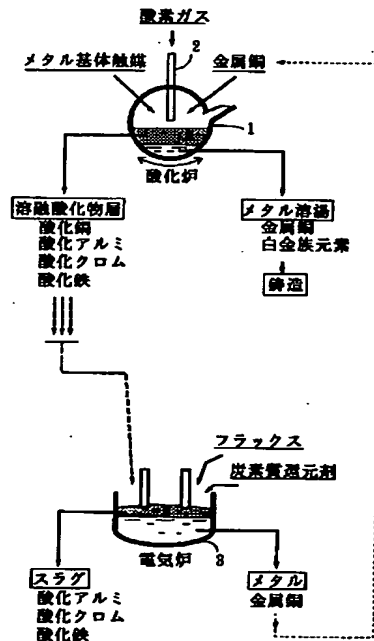 酸素ガス
2
メタル基体触媒
金属銅
1
酸化炉
溶融酸化物層
酸化銅
酸化アルミ
酸化クロム
酸化鉄
メタル溶湯
金属銅
白金族元素
鋳造
フラックス
炭素質還元剤
電気炉
3
スラグ
酸化アルミ
酸化クロム
酸化鉄
メタル
金属銅